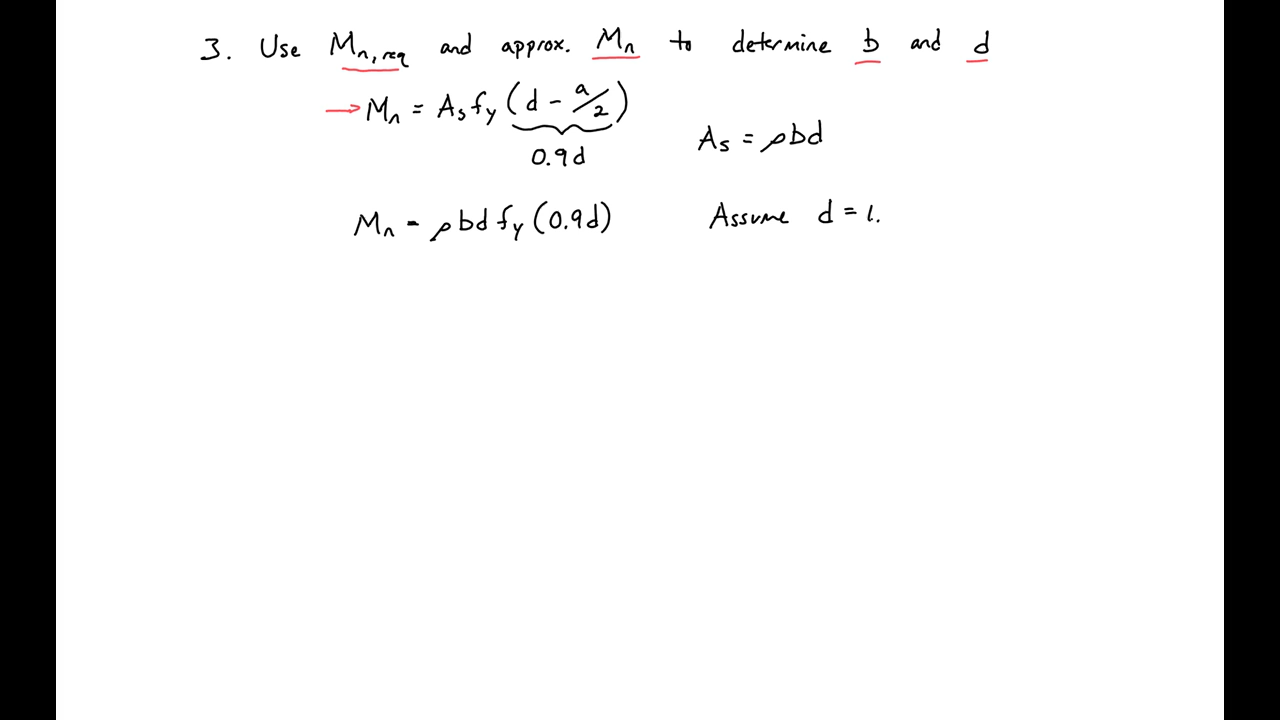 3. Use Mn,req and approx. Mn to determine b and d
→ Mn = As fy (d - a/2)
0.9d
As = ρbd
Mn = ρbd fy (0.9d)
Assume d = 1.